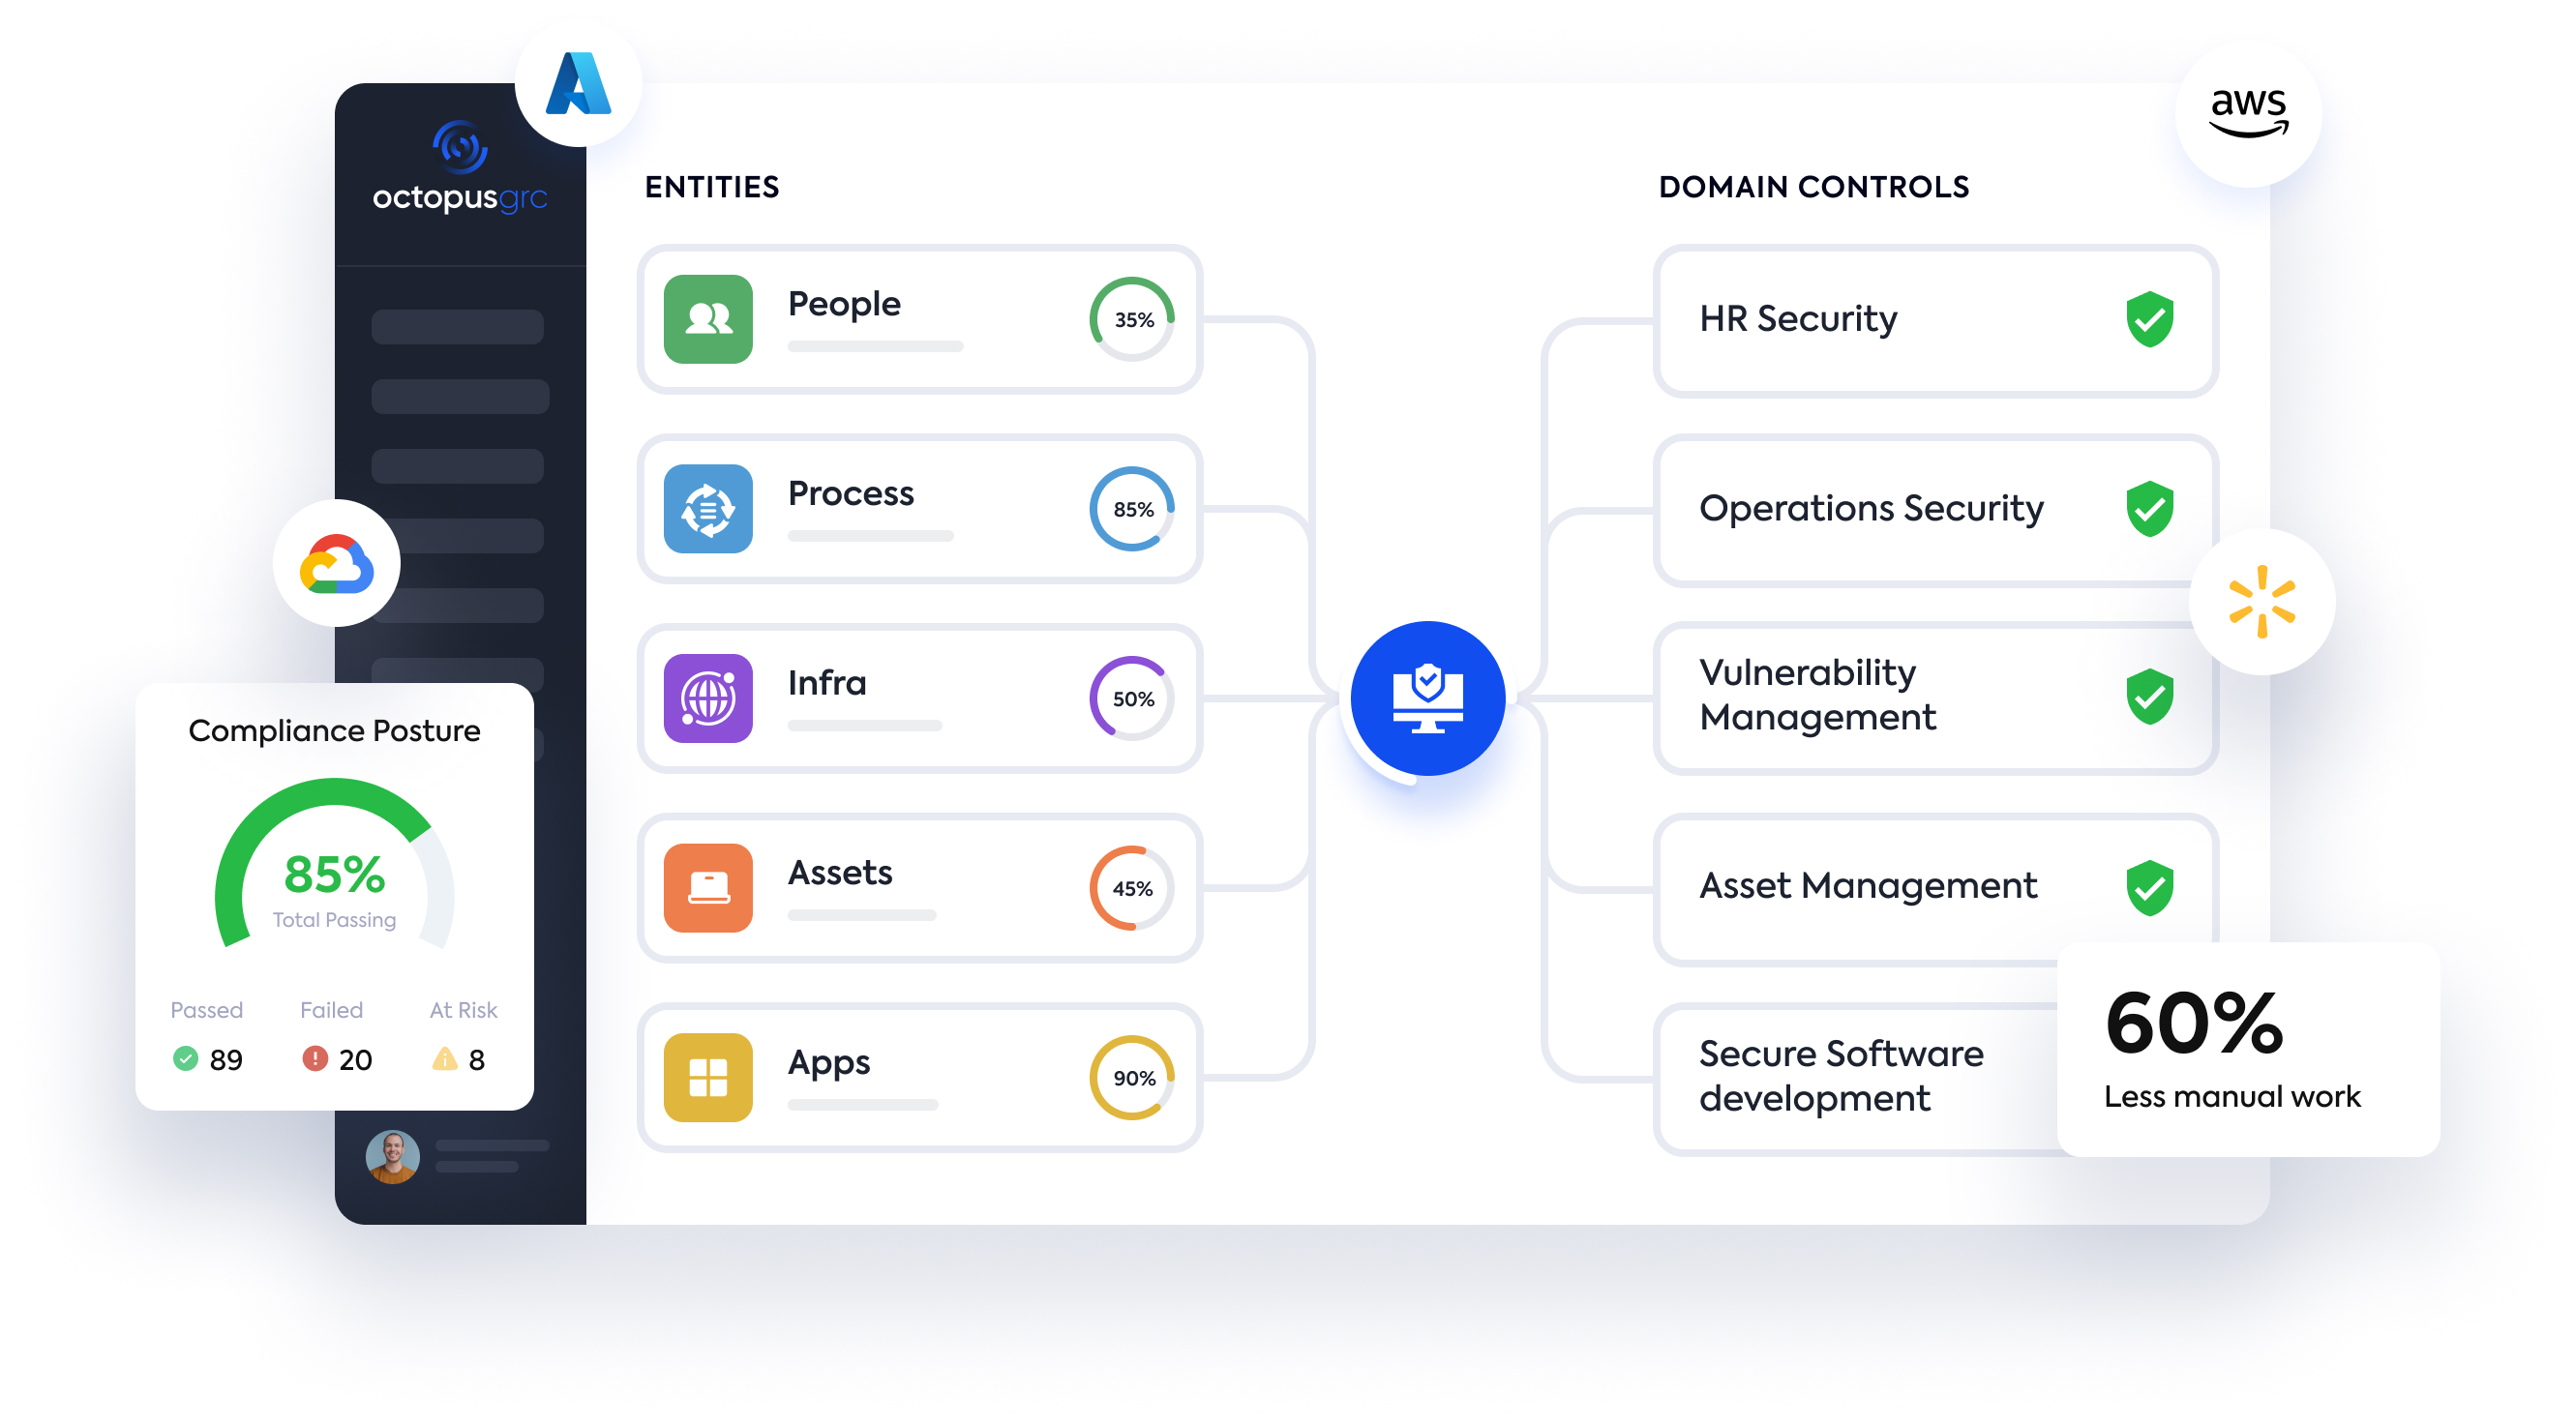 aws
octopusgrc
ENTITIES
DOMAIN CONTROLS
People
35%
HR Security
Process
85%
Operations Security
Infra
50%
Vulnerability
Management
Compliance Posture
85%
Total Passing
Passed
Failed
At Risk
89
20
8
Assets
45%
Asset Management
Apps
90%
Secure Software
development
60%
Less manual work